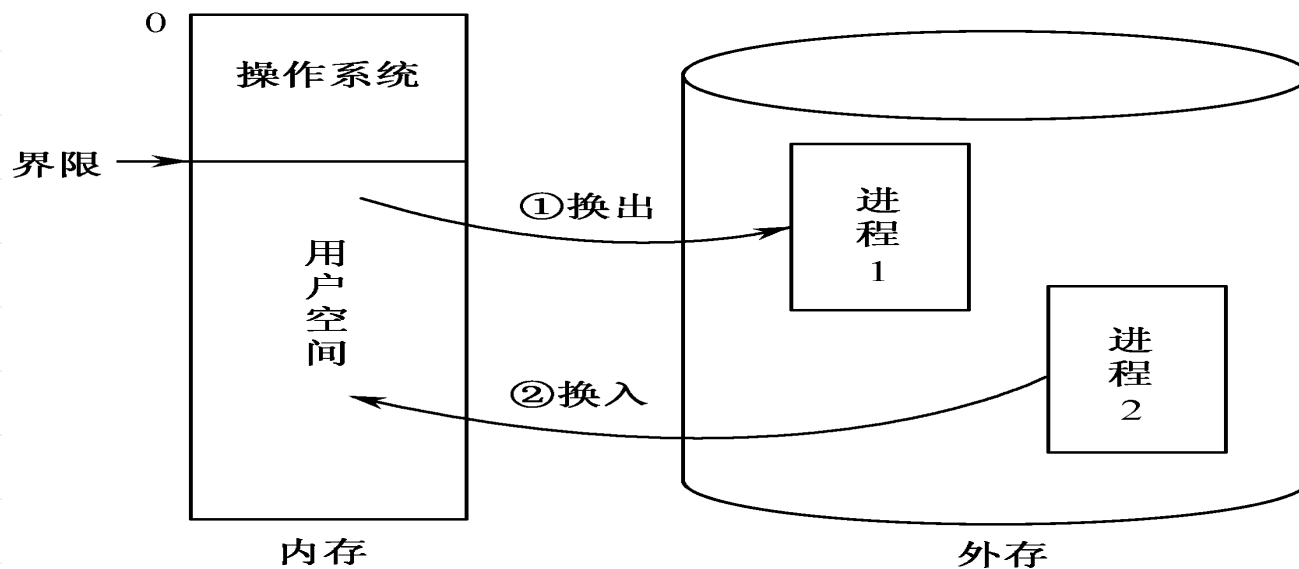 0
操作系统
界限
①换出
进
程
1
用
户
空
间
进
程
2
②换入
内存
外存